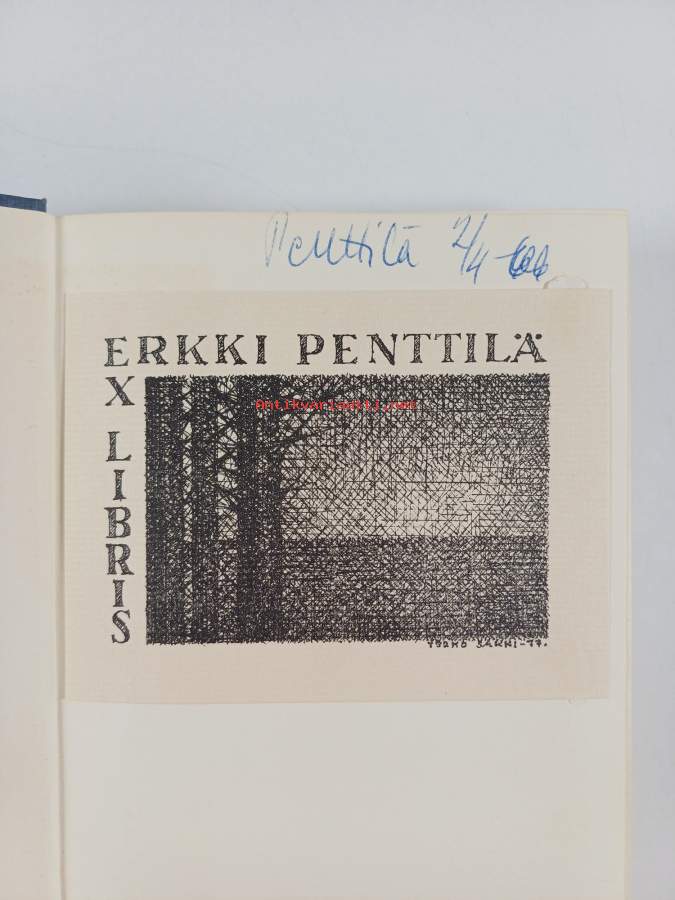 Penttilä 2/4 -66
ERKKI PENTTILÄ
EX LIBRIS
Antikvariaatti.net